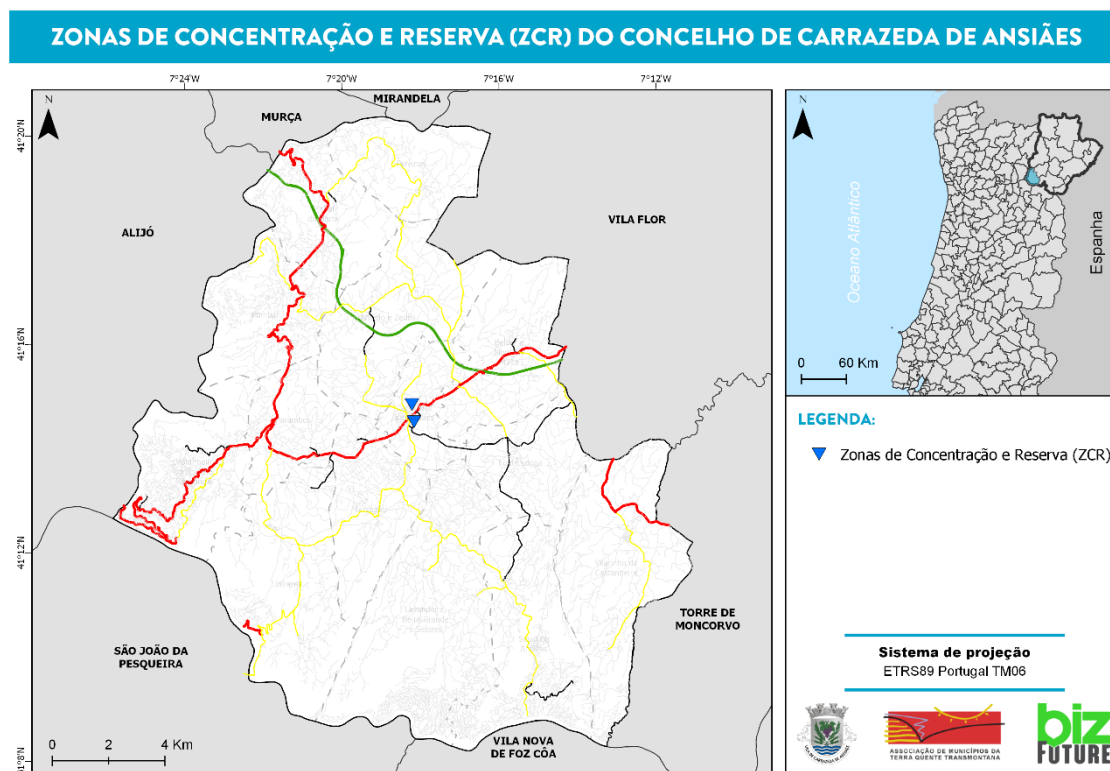 ZONAS DE CONCENTRAÇÃO E RESERVA (ZCR) DO CONCELHO DE CARRAZEDA DE ANSIÃES
7°24'W
7°20'W
7°16'W
7°12'W
N
MIRANDELA
MURÇA
41°20'N
ALIJÓ
VILA FLOR
41°16'N
41°12'N
TORRE DE
MONCORVO
SÃO JOÃO DA
PESQUEIRA
VILA NOVA
DE FOZ CÔA
41°8'N
0 2 4 Km
N
Oceano Atlântico
Espanha
0 60 Km
LEGENDA:
Zonas de Concentração e Reserva (ZCR)
Sistema de projeção
ETRS89 Portugal TM06
ASSOCIAÇÃO DE MUNICÍPIOS DA
TERRA QUENTE TRANSMONTANA
biz
FUTURE